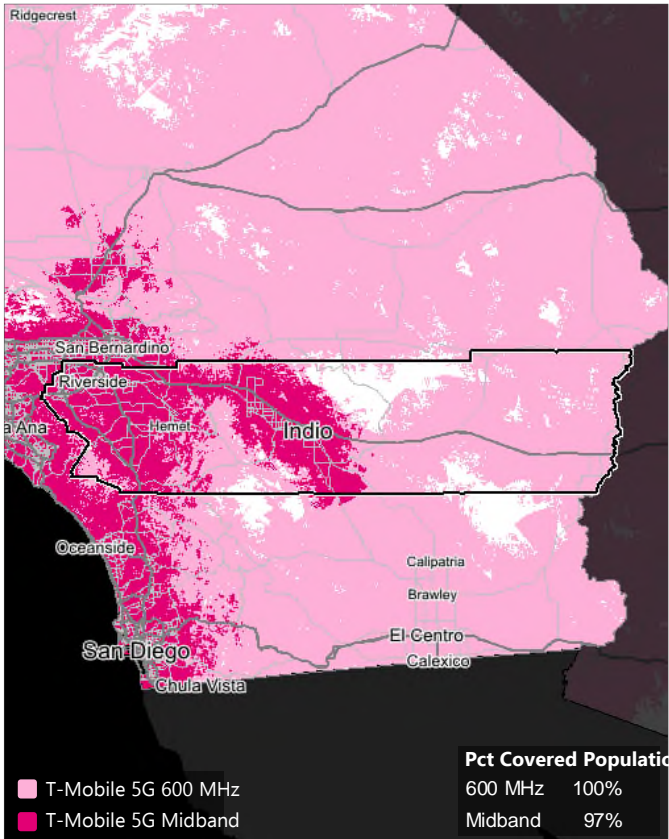 Ridgecrest
San Bernardino
Riverside
a Ana
Hemet
Indio
Oceanside
Calipatria
Brawley
San Diego
El Centro
Calexico
Chula Vista
Pct Covered Populatio
T-Mobile 5G 600 MHz
600 MHz 100%
T-Mobile 5G Midband
Midband 97%